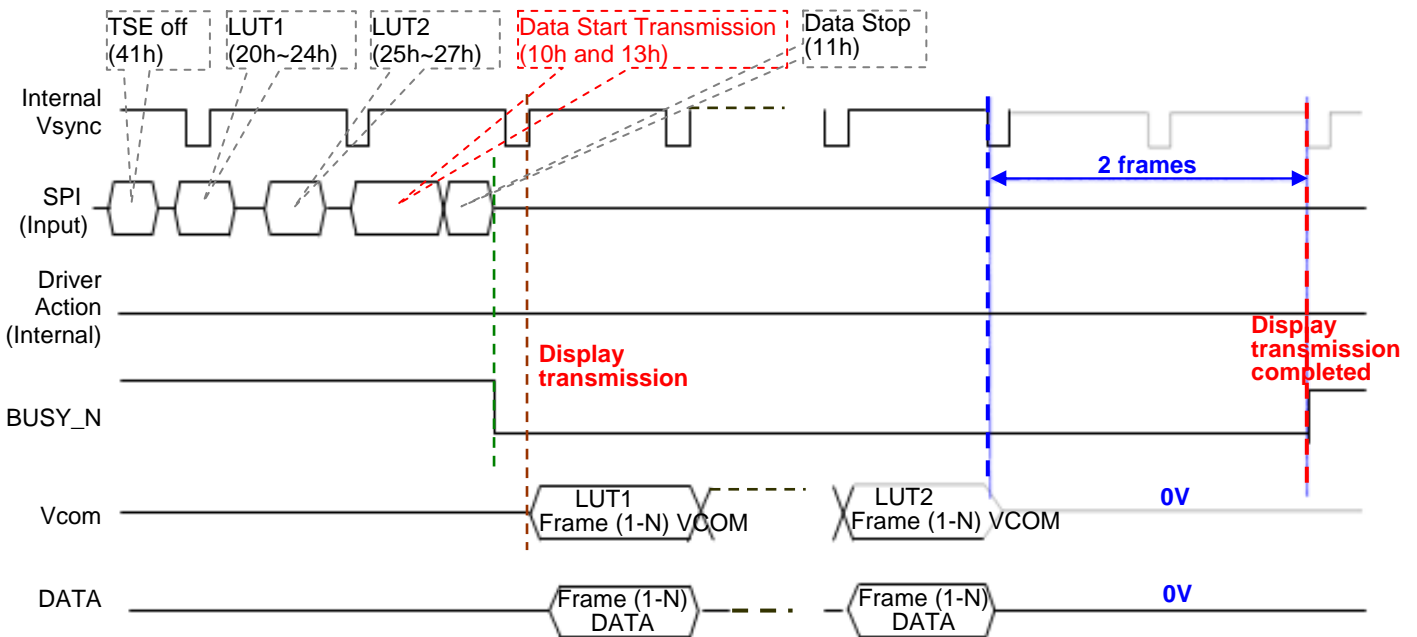 TSE off
(41h)
LUT1
(20h~24h)
LUT2
(25h~27h)
Data Start Transmission
(10h and 13h)
Data Stop
(11h)
Internal
Vsync
2 frames
SPI
(Input)
Driver
Action
(Internal)
Display
transmission
Display
transmission
completed
BUSY_N
Vcom
LUT1
Frame (1-N) VCOM
LUT2
Frame (1-N) VCOM
0V
DATA
Frame (1-N)
DATA
Frame (1-N)
DATA
0V